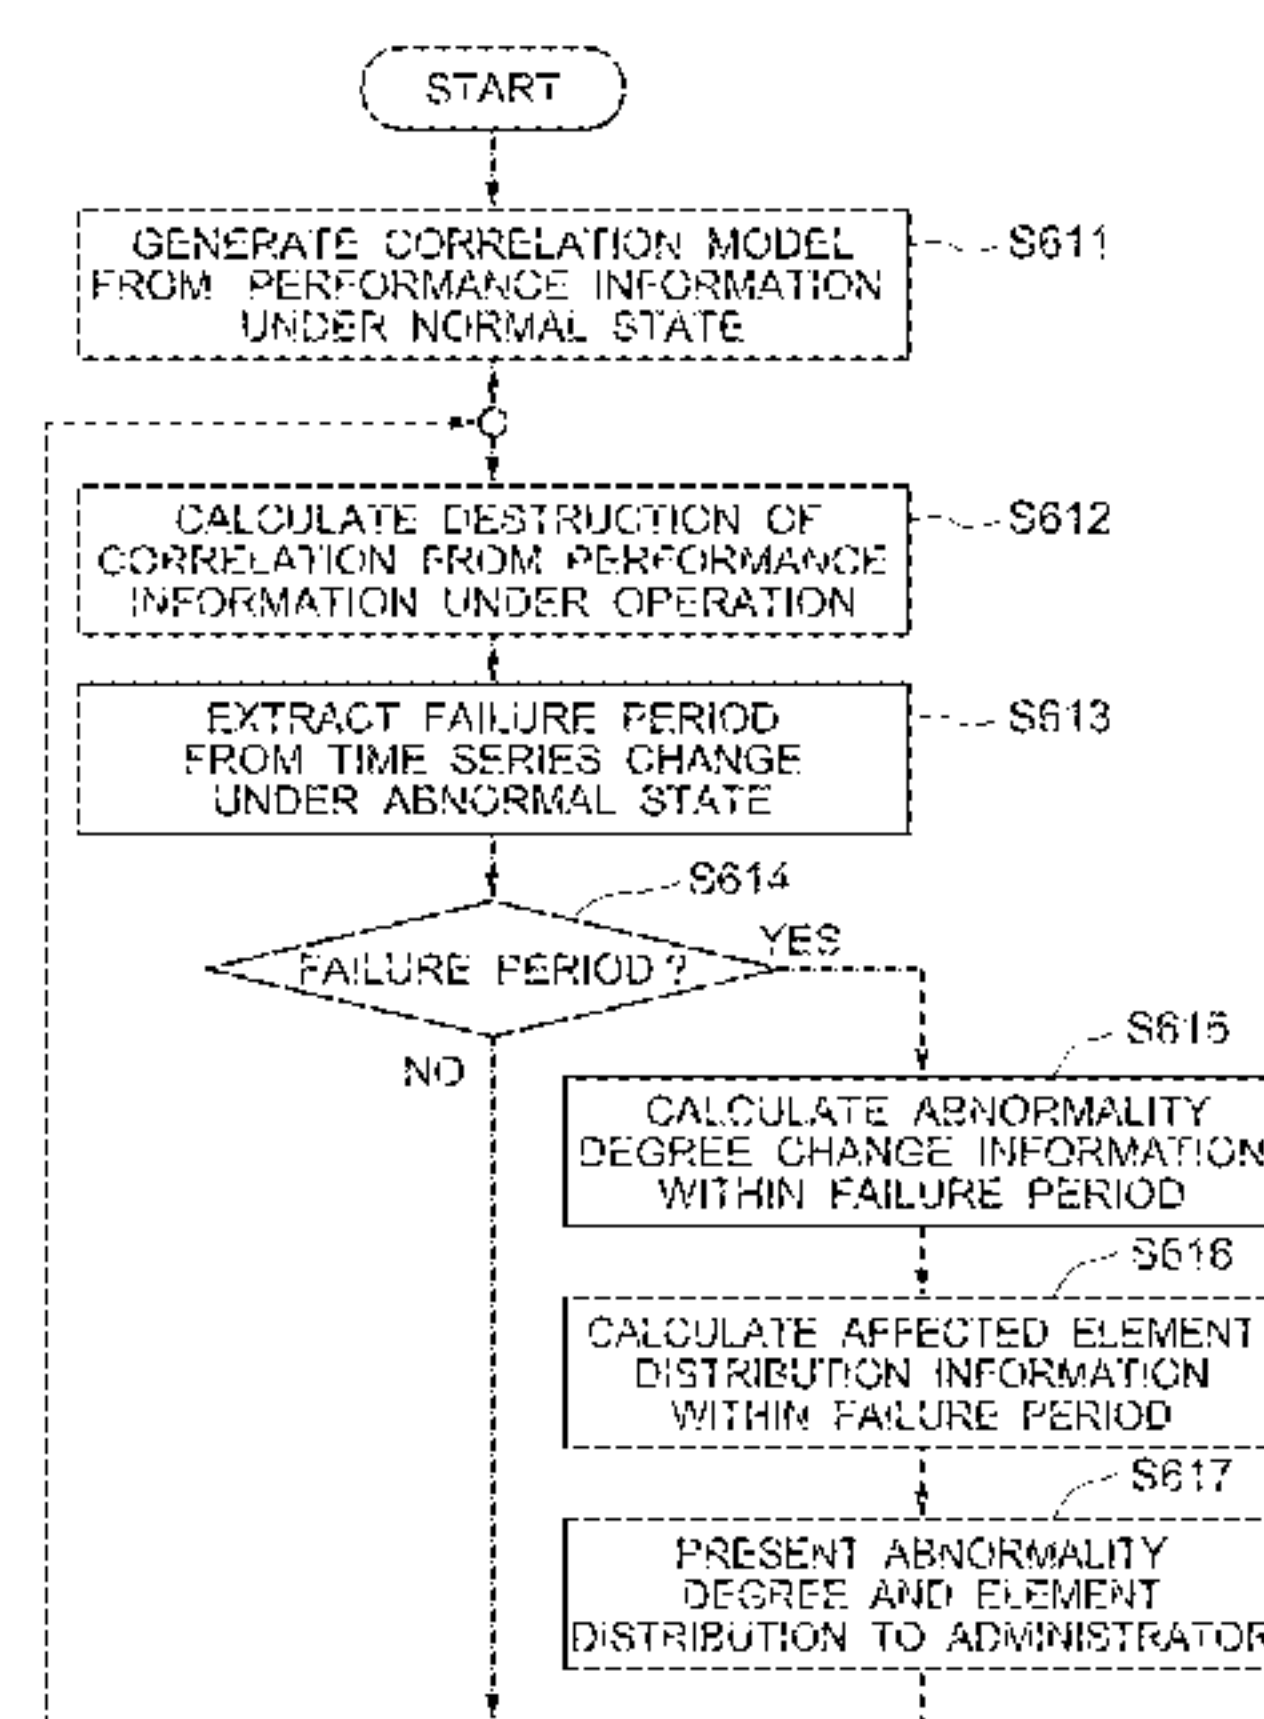 START
GENERATE CORRELATION MODEL
FROM PERFORMANCE INFORMATION
UNDER NORMAL STATE
S611
CALCULATE DESTRUCTION OF
CORRELATION FROM PERFORMANCE
INFORMATION UNDER OPERATION
S612
EXTRACT FAILURE PERIOD
FROM TIME SERIES CHANGE
UNDER ABNORMAL STATE
S613
S614
FAILURE PERIOD ?
YES
NO
S615
CALCULATE ABNORMALITY
DEGREE CHANGE INFORMATION
WITHIN FAILURE PERIOD
S616
CALCULATE AFFECTED ELEMENT
DISTRIBUTION INFORMATION
WITHIN FAILURE PERIOD
S617
PRESENT ABNORMALITY
DEGREE AND ELEMENT
DISTRIBUTION TO ADMINISTRATOR